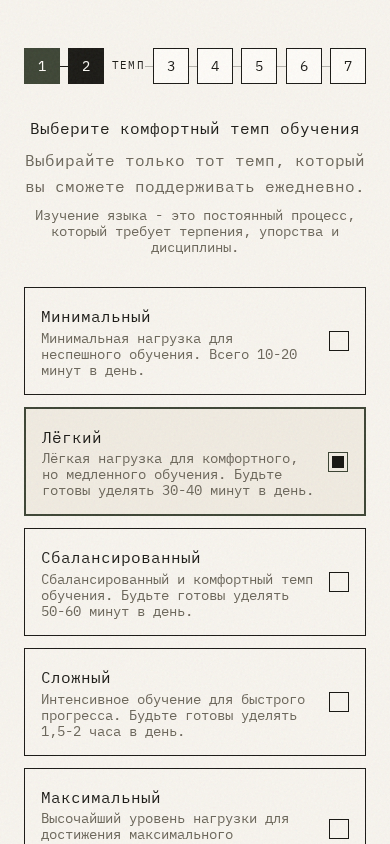 1 2 ТЕМП 3 4 5 6 7
Выберите комфортный темп обучения
Выбирайте только тот темп, который
вы сможете поддерживать ежедневно.
Изучение языка - это постоянный процесс,
который требует терпения, упорства и
дисциплины.
Минимальный
Минимальная нагрузка для
неспешного обучения. Всего 10-20
минут в день.
Лёгкий
Лёгкая нагрузка для комфортного,
но медленного обучения. Будьте
готовы уделять 30-40 минут в день.
Сбалансированный
Сбалансированный и комфортный темп
обучения. Будьте готовы уделять
50-60 минут в день.
Сложный
Интенсивное обучение для быстрого
прогресса. Будьте готовы уделять
1,5-2 часа в день.
Максимальный
Высочайший уровень нагрузки для
достижения максимального